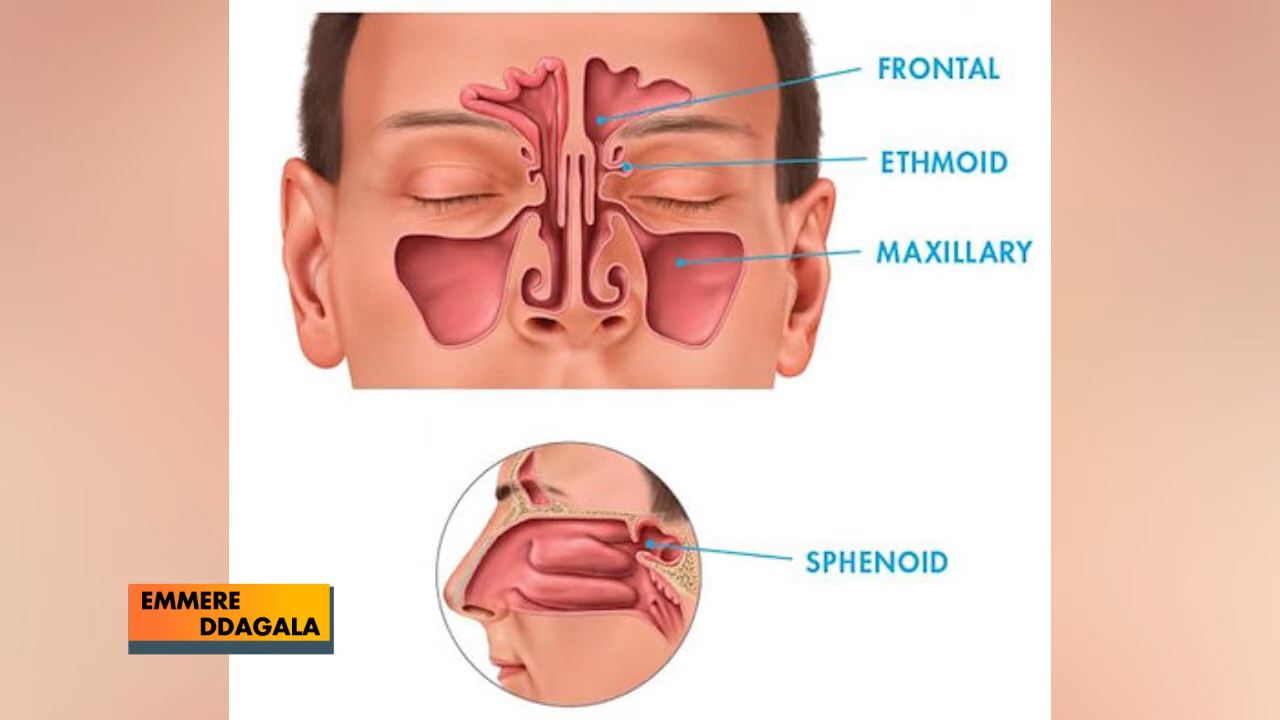 FRONTAL
ETHMOID
MAXILLARY
SPHENOID
EMMERE
DDAGALA